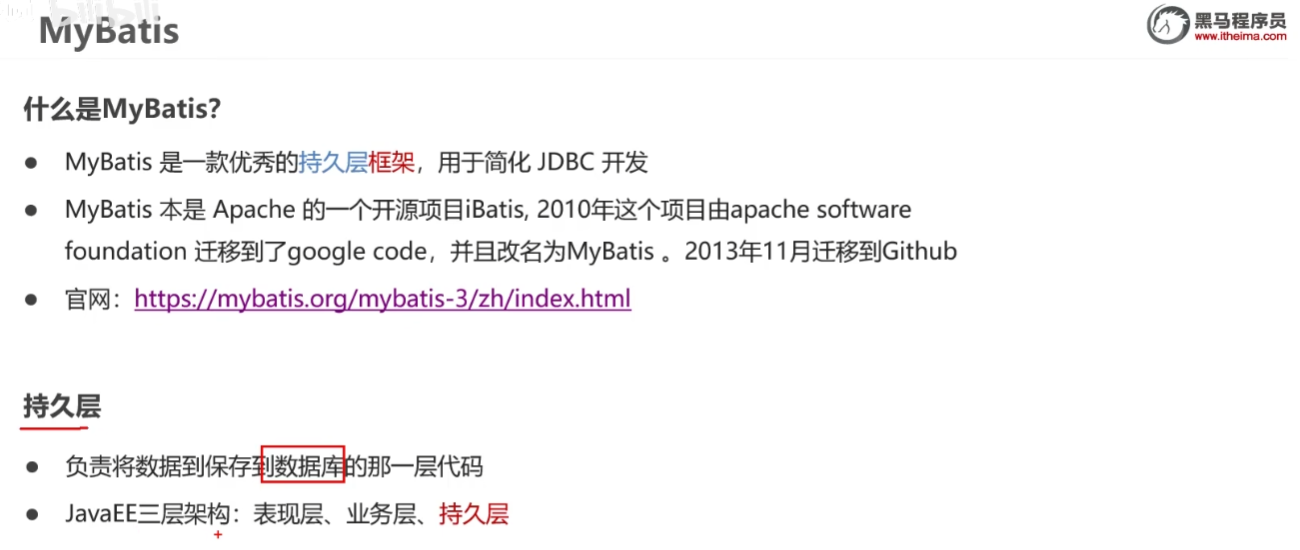 bilibili
MyBatis
黑马程序员
www.itheima.com
什么是MyBatis?
● MyBatis 是一款优秀的持久层框架，用于简化 JDBC 开发
● MyBatis 本是 Apache 的一个开源项目iBatis, 2010年这个项目由apache software
foundation 迁移到了google code，并且改名为MyBatis 。2013年11月迁移到Github
● 官网：https://mybatis.org/mybatis-3/zh/index.html
持久层
● 负责将数据到保存到数据库的那一层代码
● JavaEE三层架构：表现层、业务层、持久层